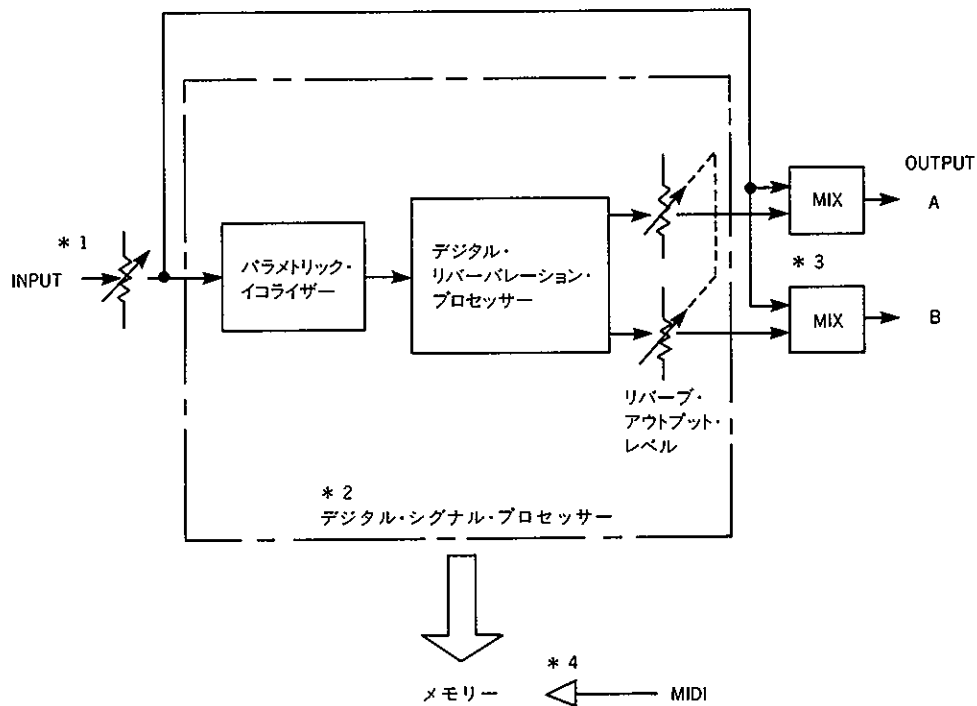 OUTPUT
MIX
A
* 1
INPUT
パラメトリック・
イコライザー
デジタル・
リバーバレーション・
プロセッサー
* 3
MIX
B
リバーブ・
アウトプット・
レベル
* 2
デジタル・シグナル・プロセッサー
* 4
メモリー
MIDI